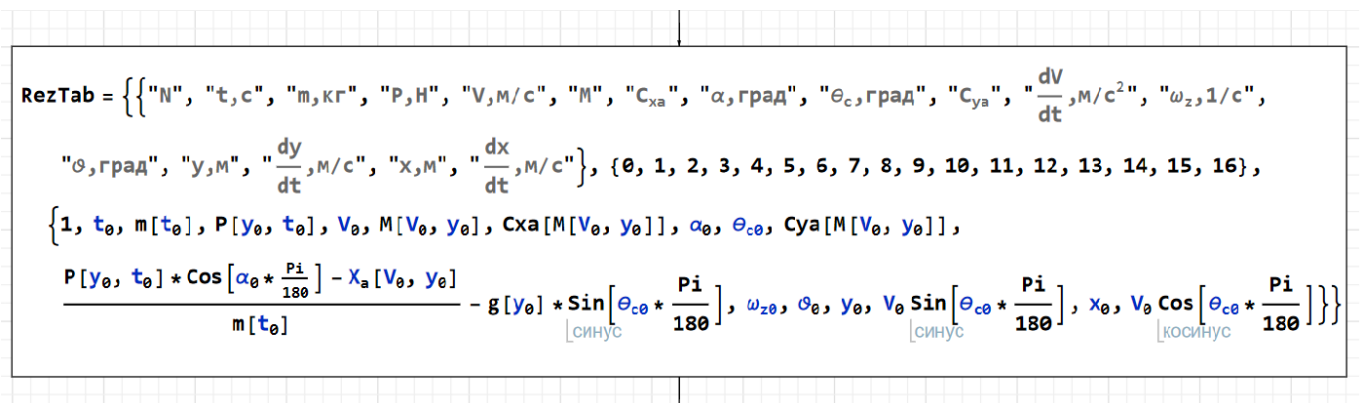 RezTab = {{"N", "t,c", "m,кг", "P,H", "V,м/с", "M", "Cxa", "α,град", "θc,град", "Cya", "dV/dt,м/с²", "ωz,1/с",
"ϑ,град", "y,м", "dy/dt,м/с", "x,м", "dx/dt,м/с"}, {0, 1, 2, 3, 4, 5, 6, 7, 8, 9, 10, 11, 12, 13, 14, 15, 16},
{1, t₀, m[t₀], P[y₀, t₀], V₀, M[V₀, y₀], Cxa[M[V₀, y₀]], α₀, θc₀, Cya[M[V₀, y₀]],
(P[y₀, t₀] * Cos[α₀ * Pi/180] - Xₐ[V₀, y₀])/m[t₀] - g[y₀] * Sin[θc₀ * Pi/180], ωz₀, ϑ₀, y₀, V₀ Sin[θc₀ * Pi/180], x₀, V₀ Cos[θc₀ * Pi/180]}}
синус синус косинус